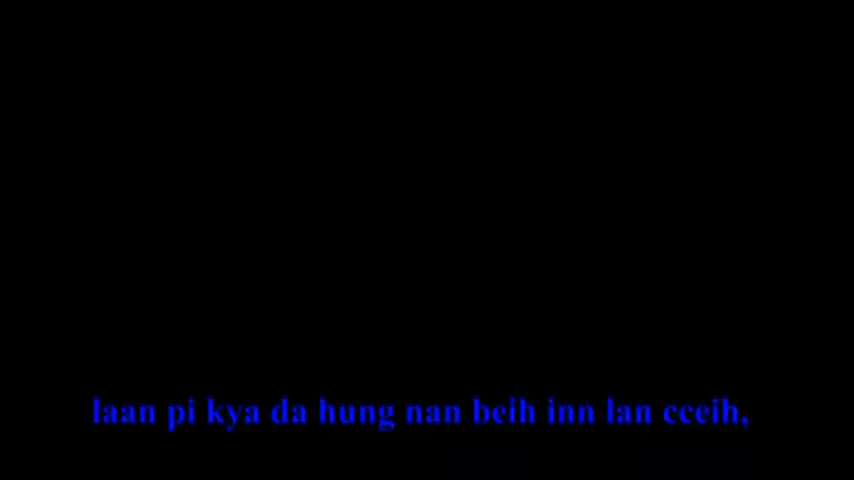 laan pi kya da hung nan beih inn lan cceih,